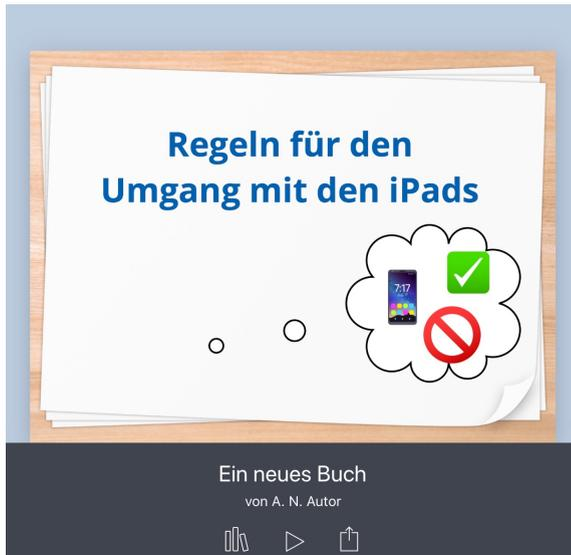 Regeln für den
Umgang mit den iPads
7:17
Ein neues Buch
von A. N. Autor